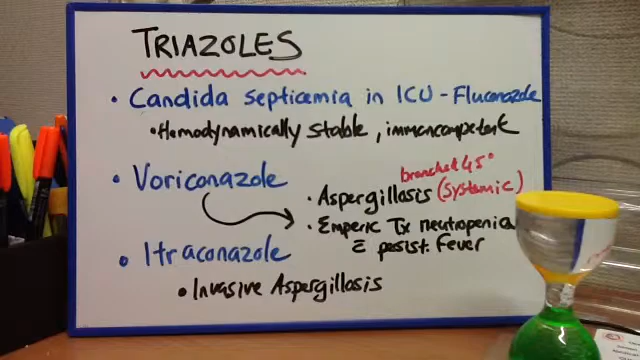 TRIAZOLES
• Candida septicemia in ICU - Fluconazole
• Hemodynamically stable, immuncompetent
• Voriconazole
branched 45°
• Aspergillosis (systemic)
• Emperic Tx neutropenia
c̄ persist. Fever
• Itraconazole
• Invasive Aspergillosis